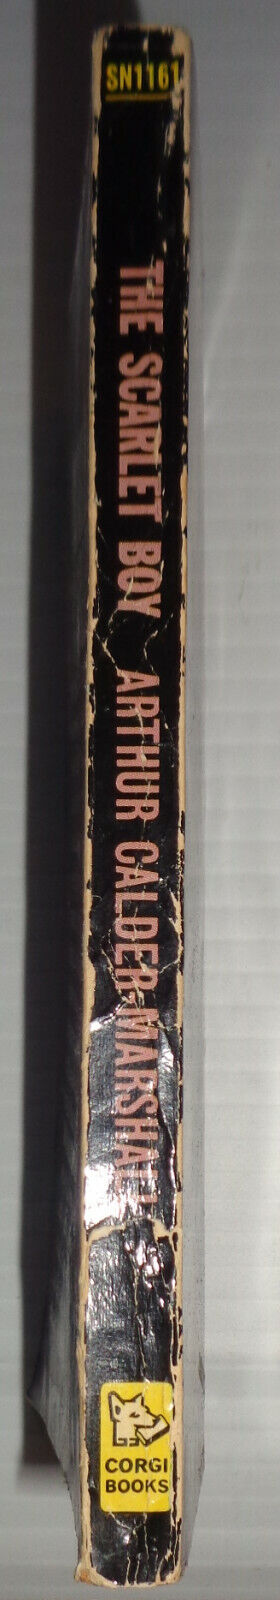 SN1161
THE SCARLET BOY ARTHUR CALDER-MARSHALL
CORGI
BOOKS